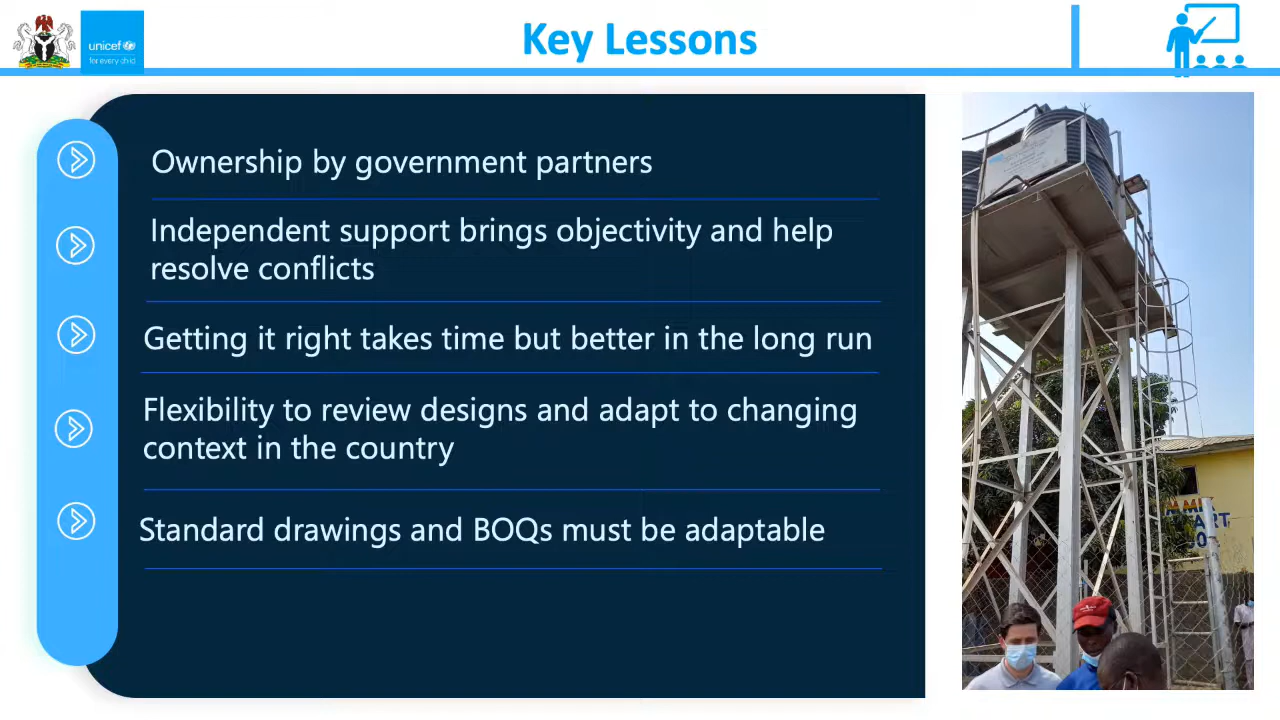 Key Lessons
unicef
for every child
Ownership by government partners
Independent support brings objectivity and help
resolve conflicts
Getting it right takes time but better in the long run
Flexibility to review designs and adapt to changing
context in the country
Standard drawings and BOQs must be adaptable